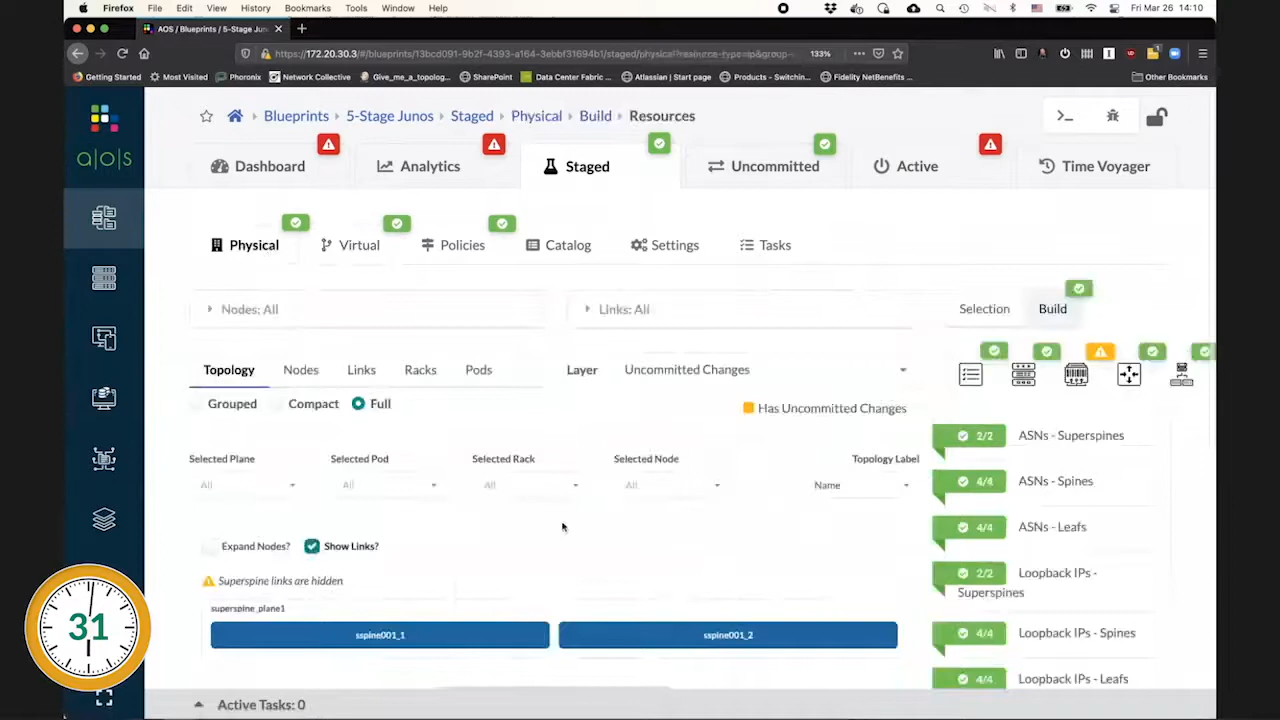 Firefox File Edit View History Bookmarks Tools Window Help Fri Mar 26 14:10
AOS / Blueprints / 5-Stage Jun
133%
Getting Started Most Visited Phoronix Network Collective Give_me_a_topolog... SharePoint Data Center Fabric ... Atlassian | Start page Products - Switchin... Fidelity NetBenefits ... Other Bookmarks
a|o|s
Blueprints 5-Stage Junos Staged Physical Build Resources
Dashboard Analytics Staged Uncommitted Active Time Voyager
Physical Virtual Policies Catalog Settings Tasks
Nodes: All Links: All Selection Build
Topology Nodes Links Racks Pods Layer Uncommitted Changes
Grouped Compact Full
Has Uncommitted Changes
2/2 ASNs - Superspines
Selected Plane Selected Pod Selected Rack Selected Node Topology Label
All All All All Name
4/4 ASNs - Spines
4/4 ASNs - Leafs
Expand Nodes? Show Links?
2/2 Loopback IPs -
Superspines
Superspine links are hidden
superspine_plane1
sspine001_1 sspine001_2
4/4 Loopback IPs - Spines
4/4 Loopback IPs - Leafs
31
Active Tasks: 0